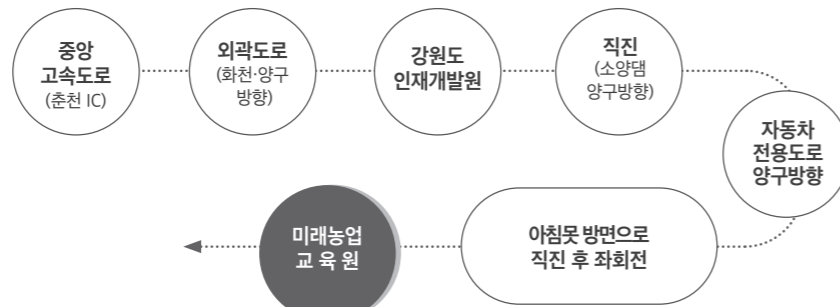 중앙
고속도로
(춘천 IC)
외곽도로
(화천·양구
방향)
강원도
인재개발원
직진
(소양댐
양구방향)
자동차
전용도로
양구방향
아침못 방면으로
직진 후 좌회전
미래농업
교 육 원